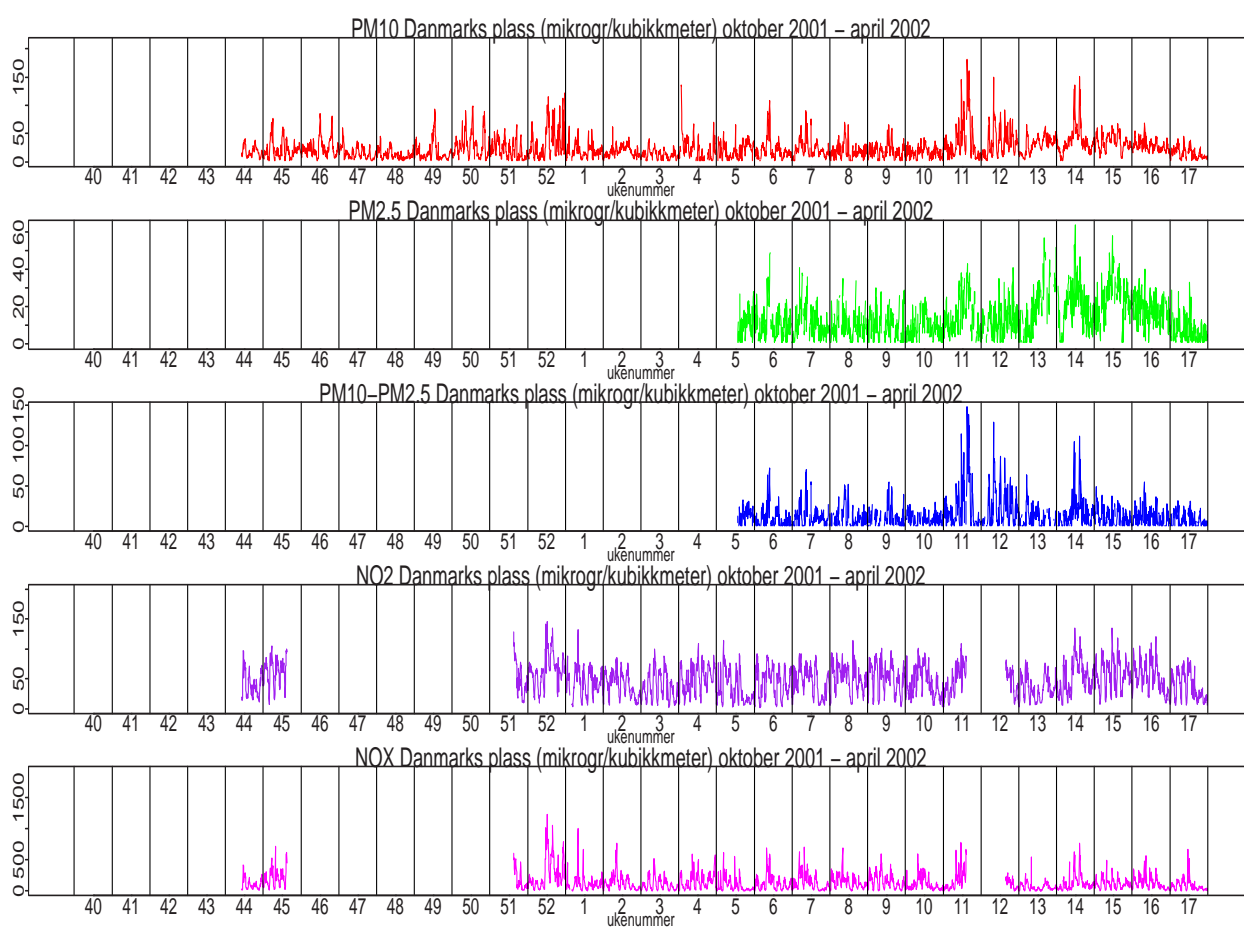 PM10 Danmarks plass (mikrogr/kubikkmeter) oktober 2001 – april 2002
0 50 150
40 41 42 43 44 45 46 47 48 49 50 51 52 1 2 3 4 5 6 7 8 9 10 11 12 13 14 15 16 17
ukenummer
PM2.5 Danmarks plass (mikrogr/kubikkmeter) oktober 2001 – april 2002
0 20 40 60
40 41 42 43 44 45 46 47 48 49 50 51 52 1 2 3 4 5 6 7 8 9 10 11 12 13 14 15 16 17
ukenummer
PM10–PM2.5 Danmarks plass (mikrogr/kubikkmeter) oktober 2001 – april 2002
0 50 100 150
40 41 42 43 44 45 46 47 48 49 50 51 52 1 2 3 4 5 6 7 8 9 10 11 12 13 14 15 16 17
ukenummer
NO2 Danmarks plass (mikrogr/kubikkmeter) oktober 2001 – april 2002
0 50 150
40 41 42 43 44 45 46 47 48 49 50 51 52 1 2 3 4 5 6 7 8 9 10 11 12 13 14 15 16 17
ukenummer
NOX Danmarks plass (mikrogr/kubikkmeter) oktober 2001 – april 2002
0 500 1500
40 41 42 43 44 45 46 47 48 49 50 51 52 1 2 3 4 5 6 7 8 9 10 11 12 13 14 15 16 17
ukenummer